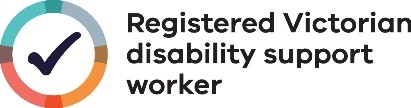 Registered Victorian
disability support
worker